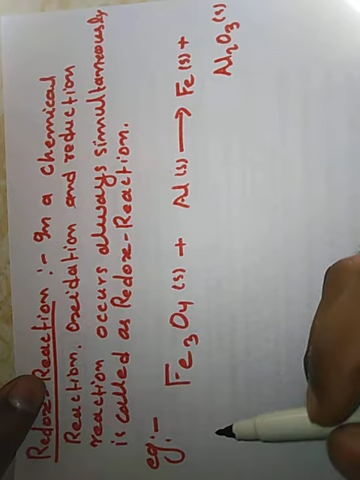 Redox-Reaction :- In a chemical
Reaction. Oxidation and reduction
reaction occurs always simultaneously
is called as Redox-Reaction.
eg:- Fe3O4(s) + Al(s) ⟶ Fe(s) +
Al2O3(s)